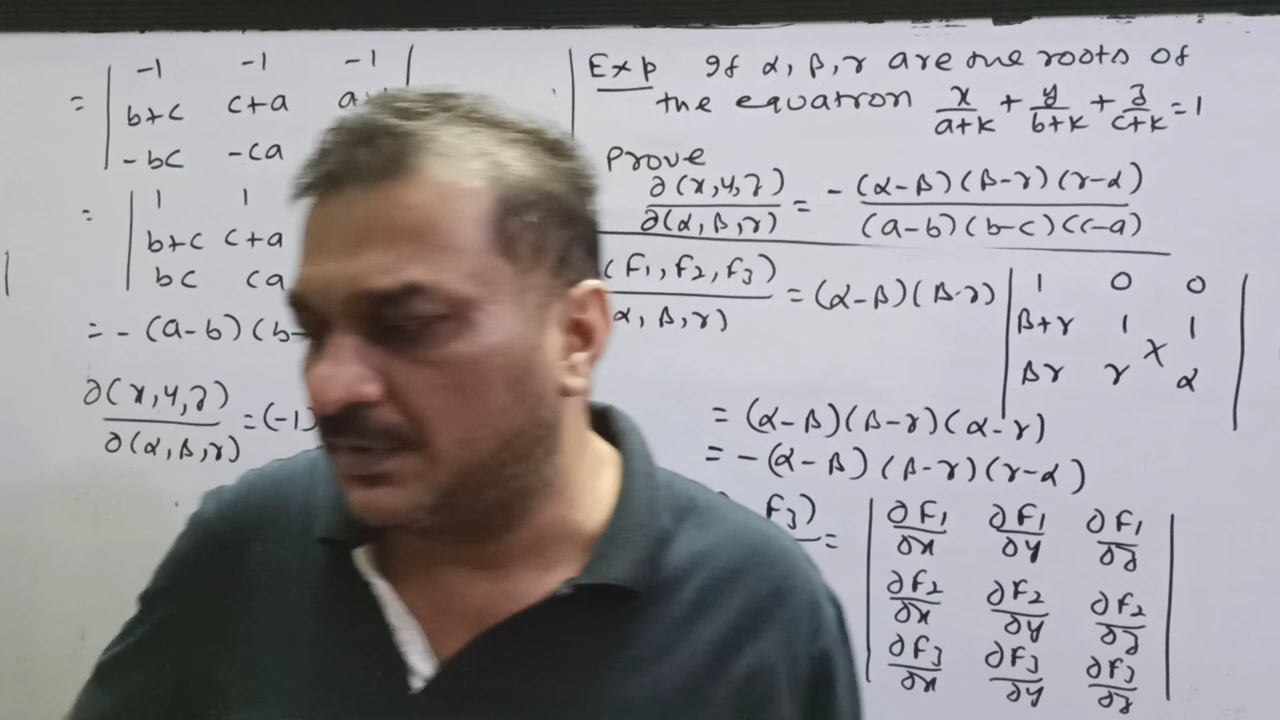 = | -1 -1 -1 |
b+c c+a
-bc -ca
= | 1 1
b+c c+a
bc ca
= -(a-b)(b-
∂(x,y,z)/∂(α,β,γ) = (-1)
Exp If α, β, γ are the roots of
the equation x/(a+k) + y/(b+k) + z/(c+k) = 1
Prove
∂(x,y,z)/∂(α,β,γ) = - (α-β)(β-γ)(γ-α)/(a-b)(b-c)(c-a)
(F1, F2, F3)/α, β, γ) = (α-β)(β-γ) | 1 0 0 |
β+γ 1 1
βγ γ α
= (α-β)(β-γ)(α-γ)
= -(α-β)(β-γ)(γ-α)
F3) = | ∂F1/∂x ∂F1/∂y ∂F1/∂z |
∂F2/∂x ∂F2/∂y ∂F2/∂z
∂F3/∂x ∂F3/∂y ∂F3/∂z